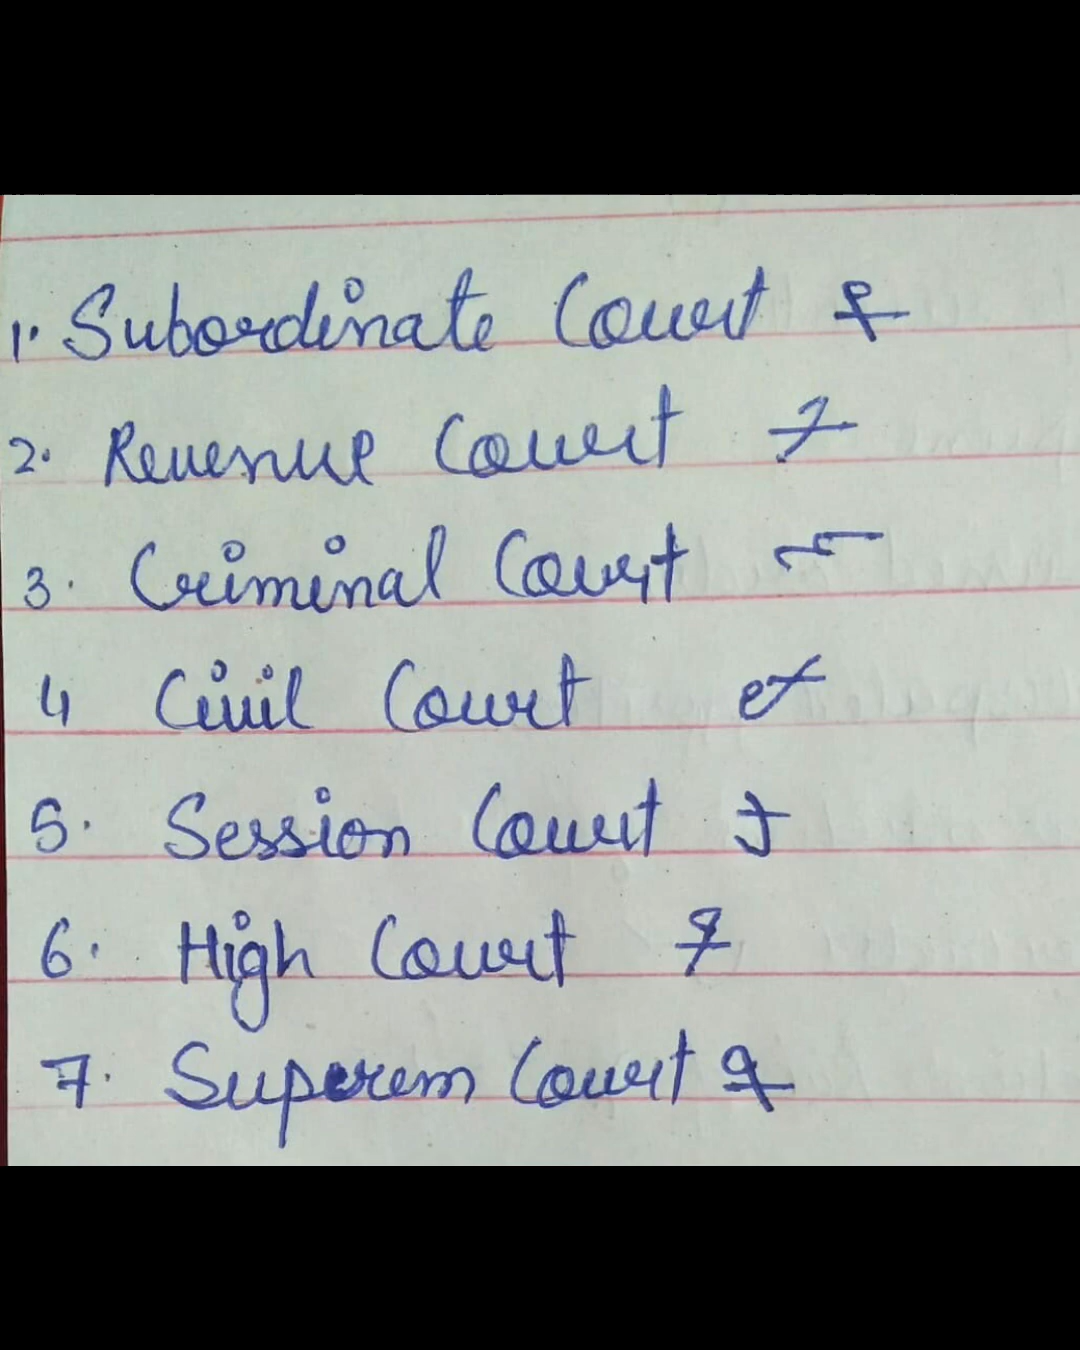 1. Subordinate Court
2. Revenue Court
3. Criminal Court
4 Civil Court
5. Session Court
6. High Court
7. Suprem Court